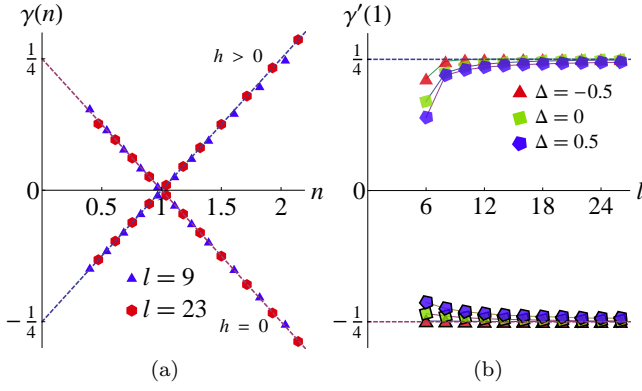 γ(n)
1/4
h > 0
0
0.5
1
1.5
2
n
l = 9
l = 23
h = 0
−1/4
(a)
γ′(1)
1/4
Δ = −0.5
Δ = 0
Δ = 0.5
0
6
12
18
24
l
−1/4
(b)